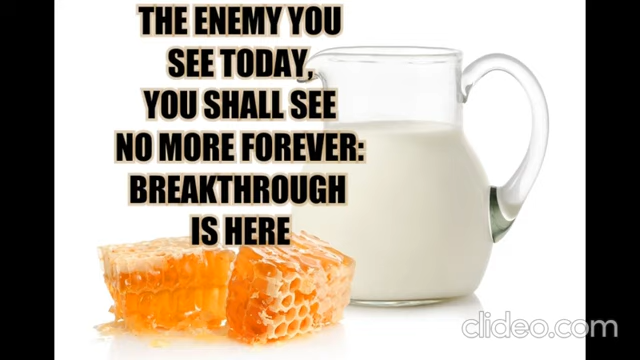 THE ENEMY YOU
SEE TODAY,
YOU SHALL SEE
NO MORE FOREVER:
BREAKTHROUGH
IS HERE
clideo.com